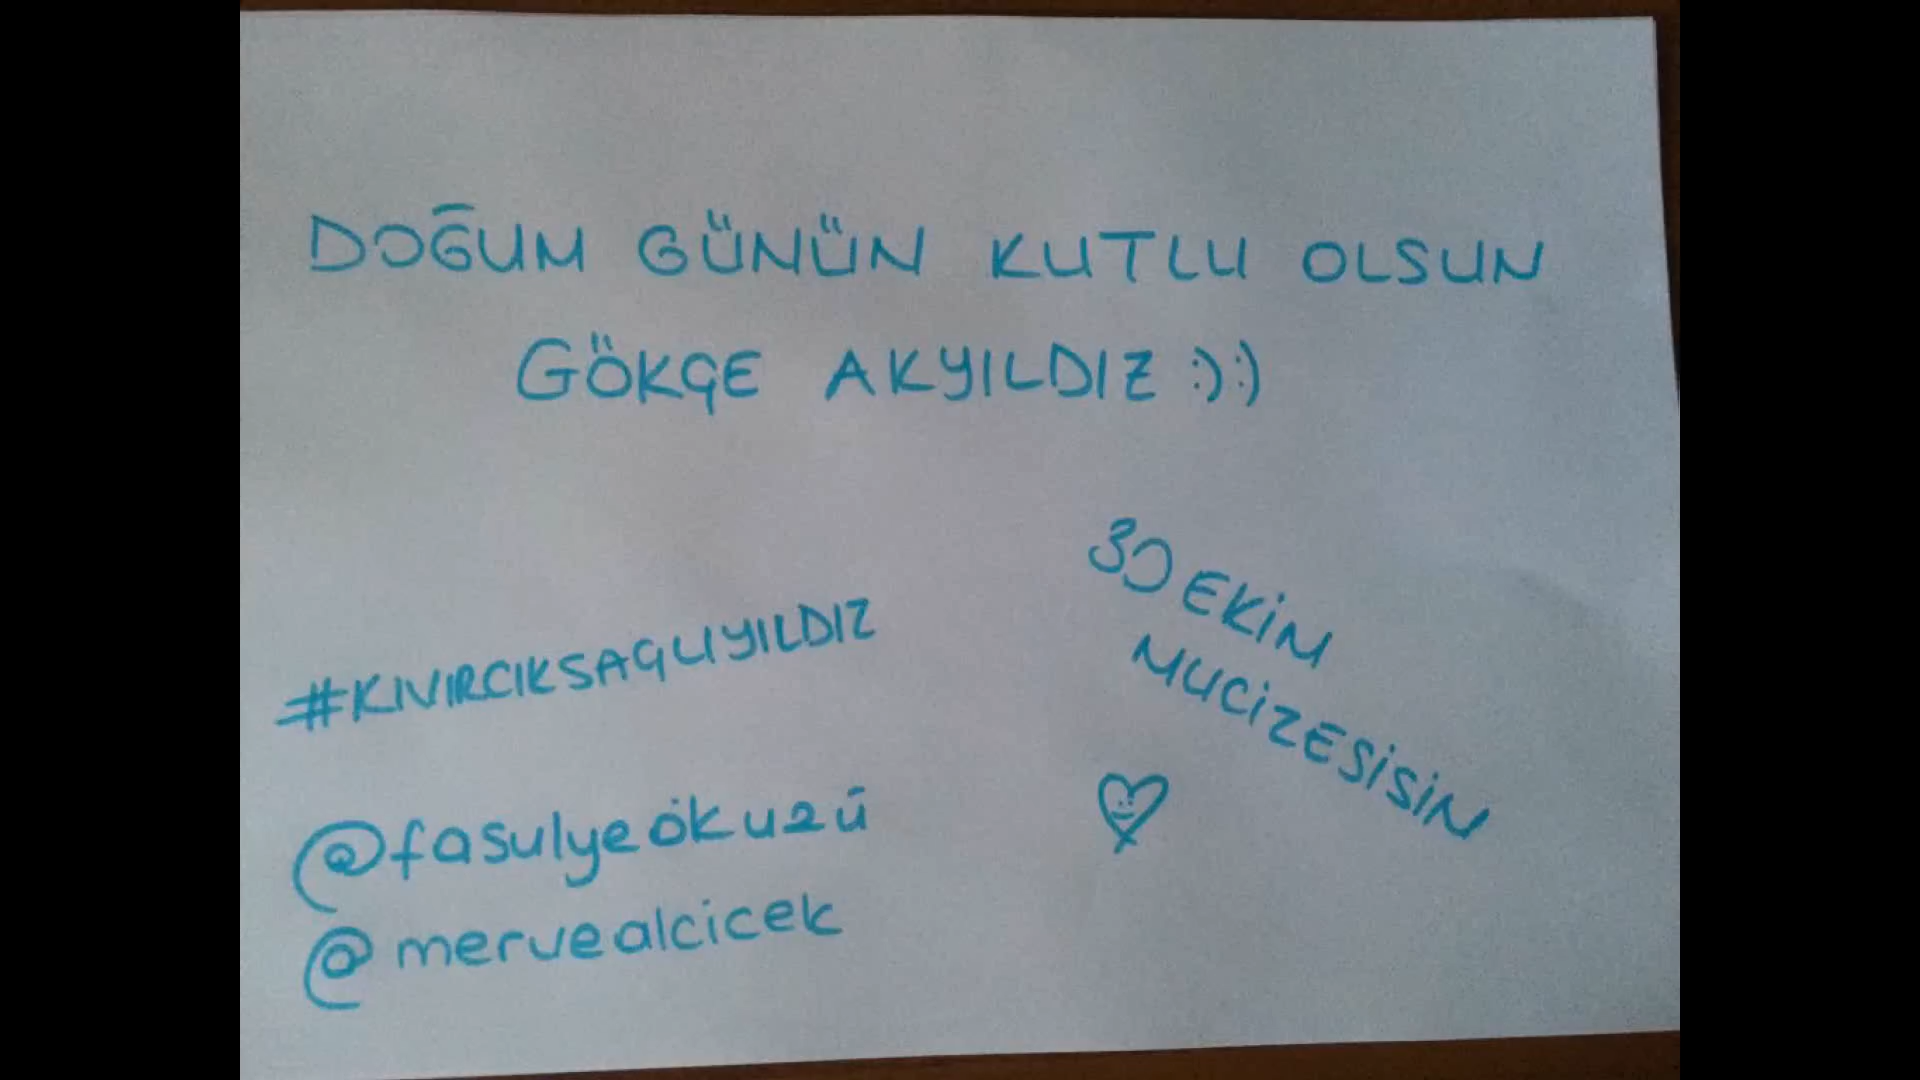 DOĞUM GÜNÜN KUTLU OLSUN
GÖKÇE AKYILDIZ :) :)
#KIVIRCIKSAÇLIYILDIZ
30 EKİM
MUCİZESİSİN
@fasulyeökuzü
@mervealcicek